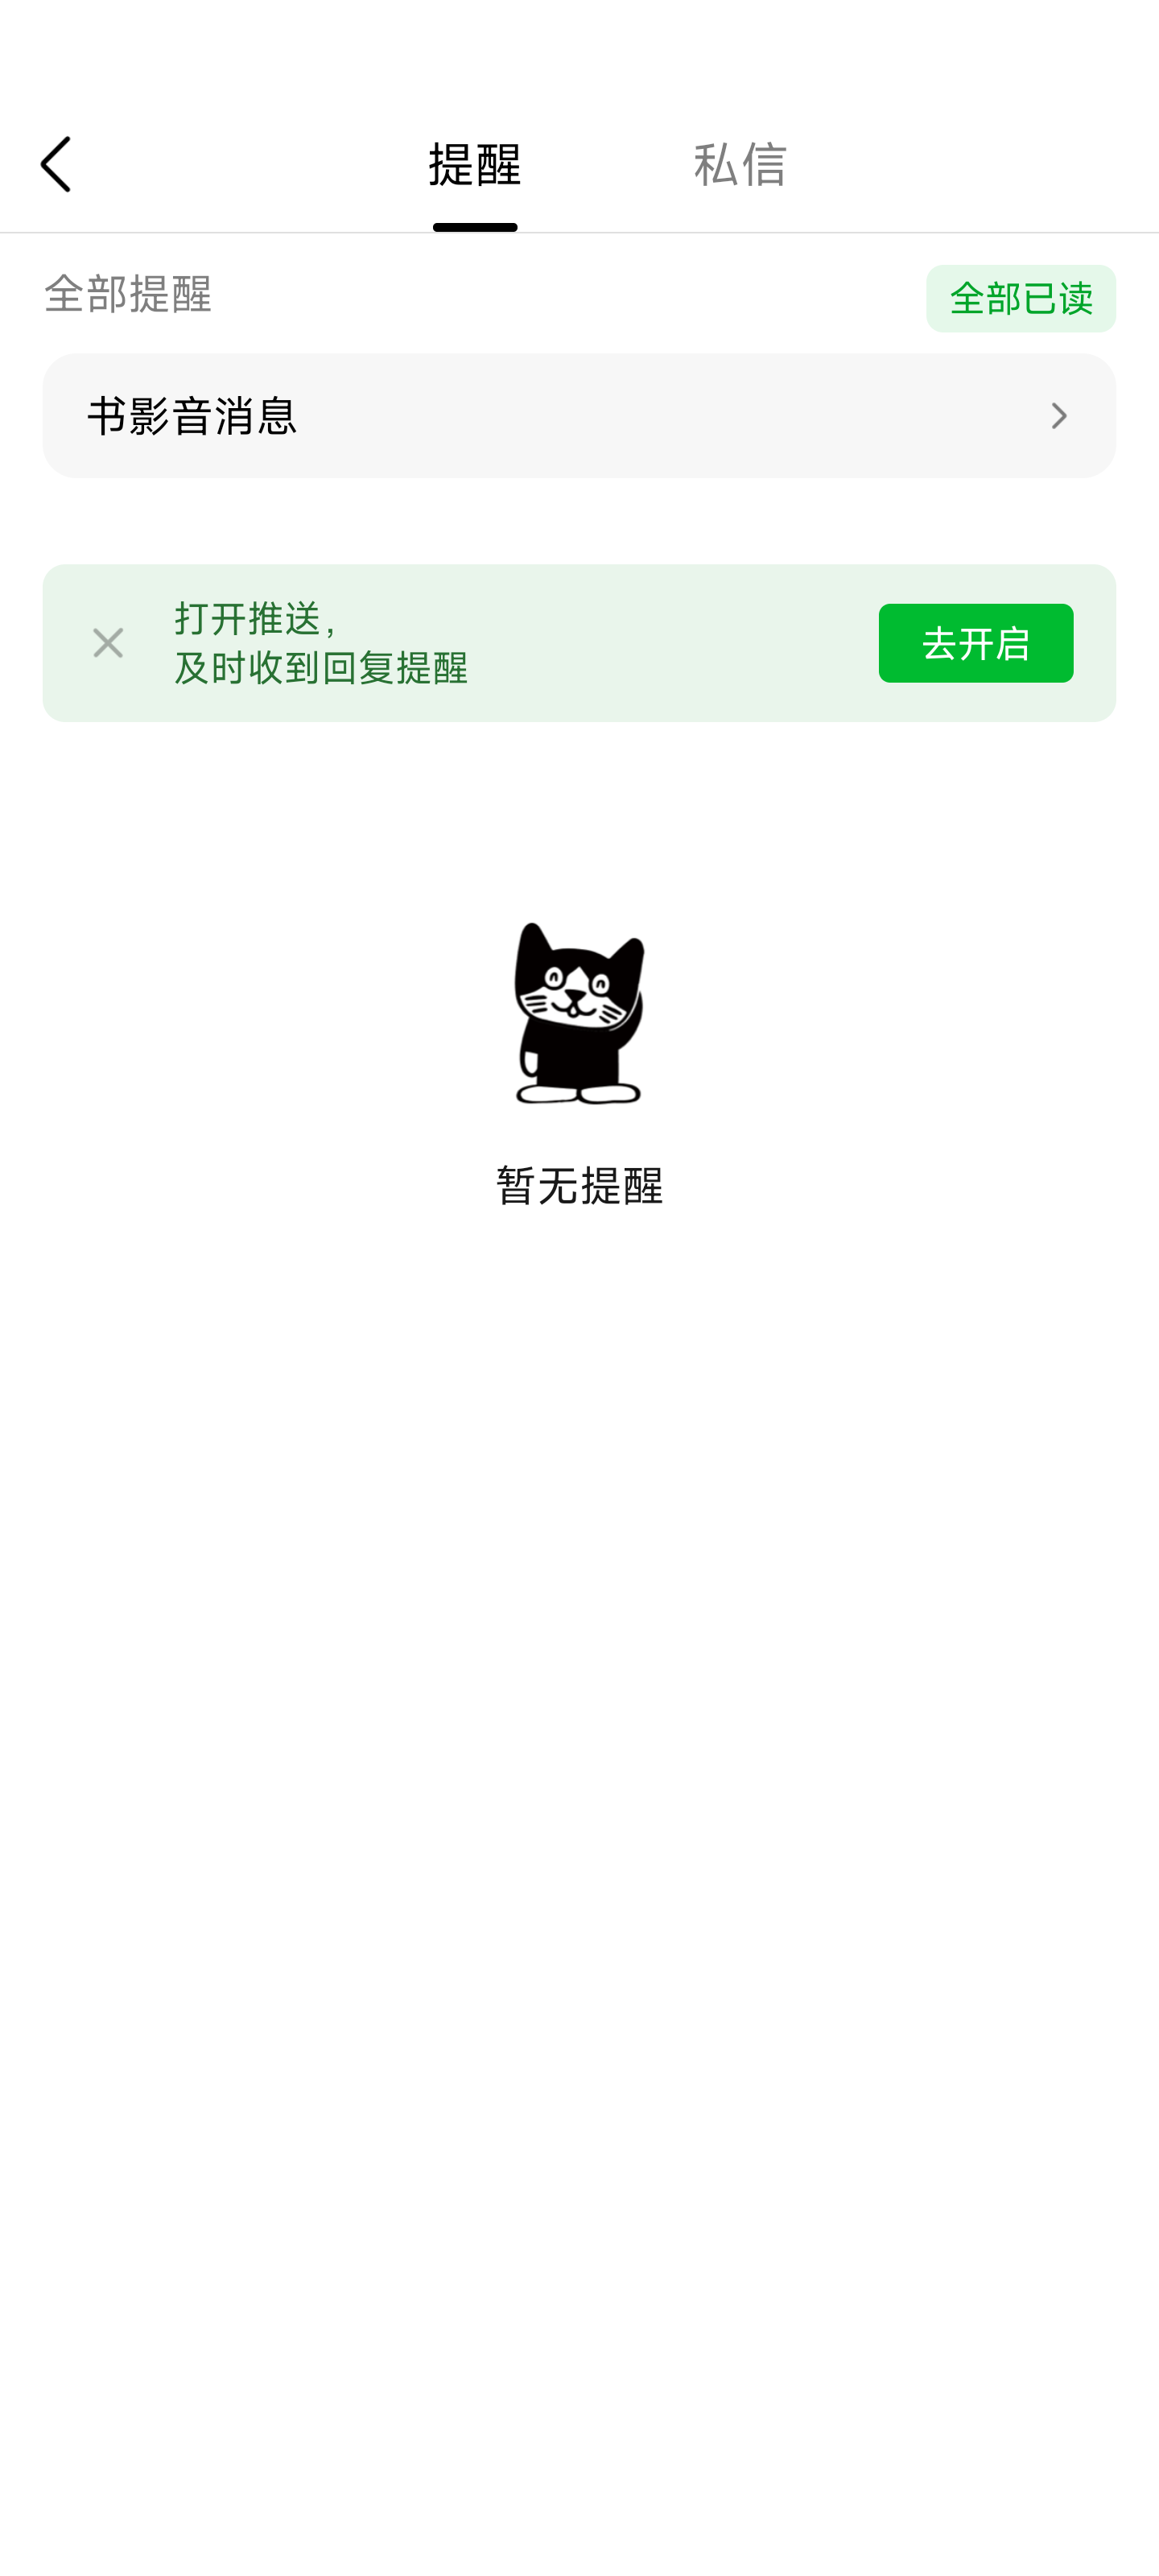 提醒
私信
全部提醒
全部已读
书影音消息
打开推送，
及时收到回复提醒
去开启
暂无提醒